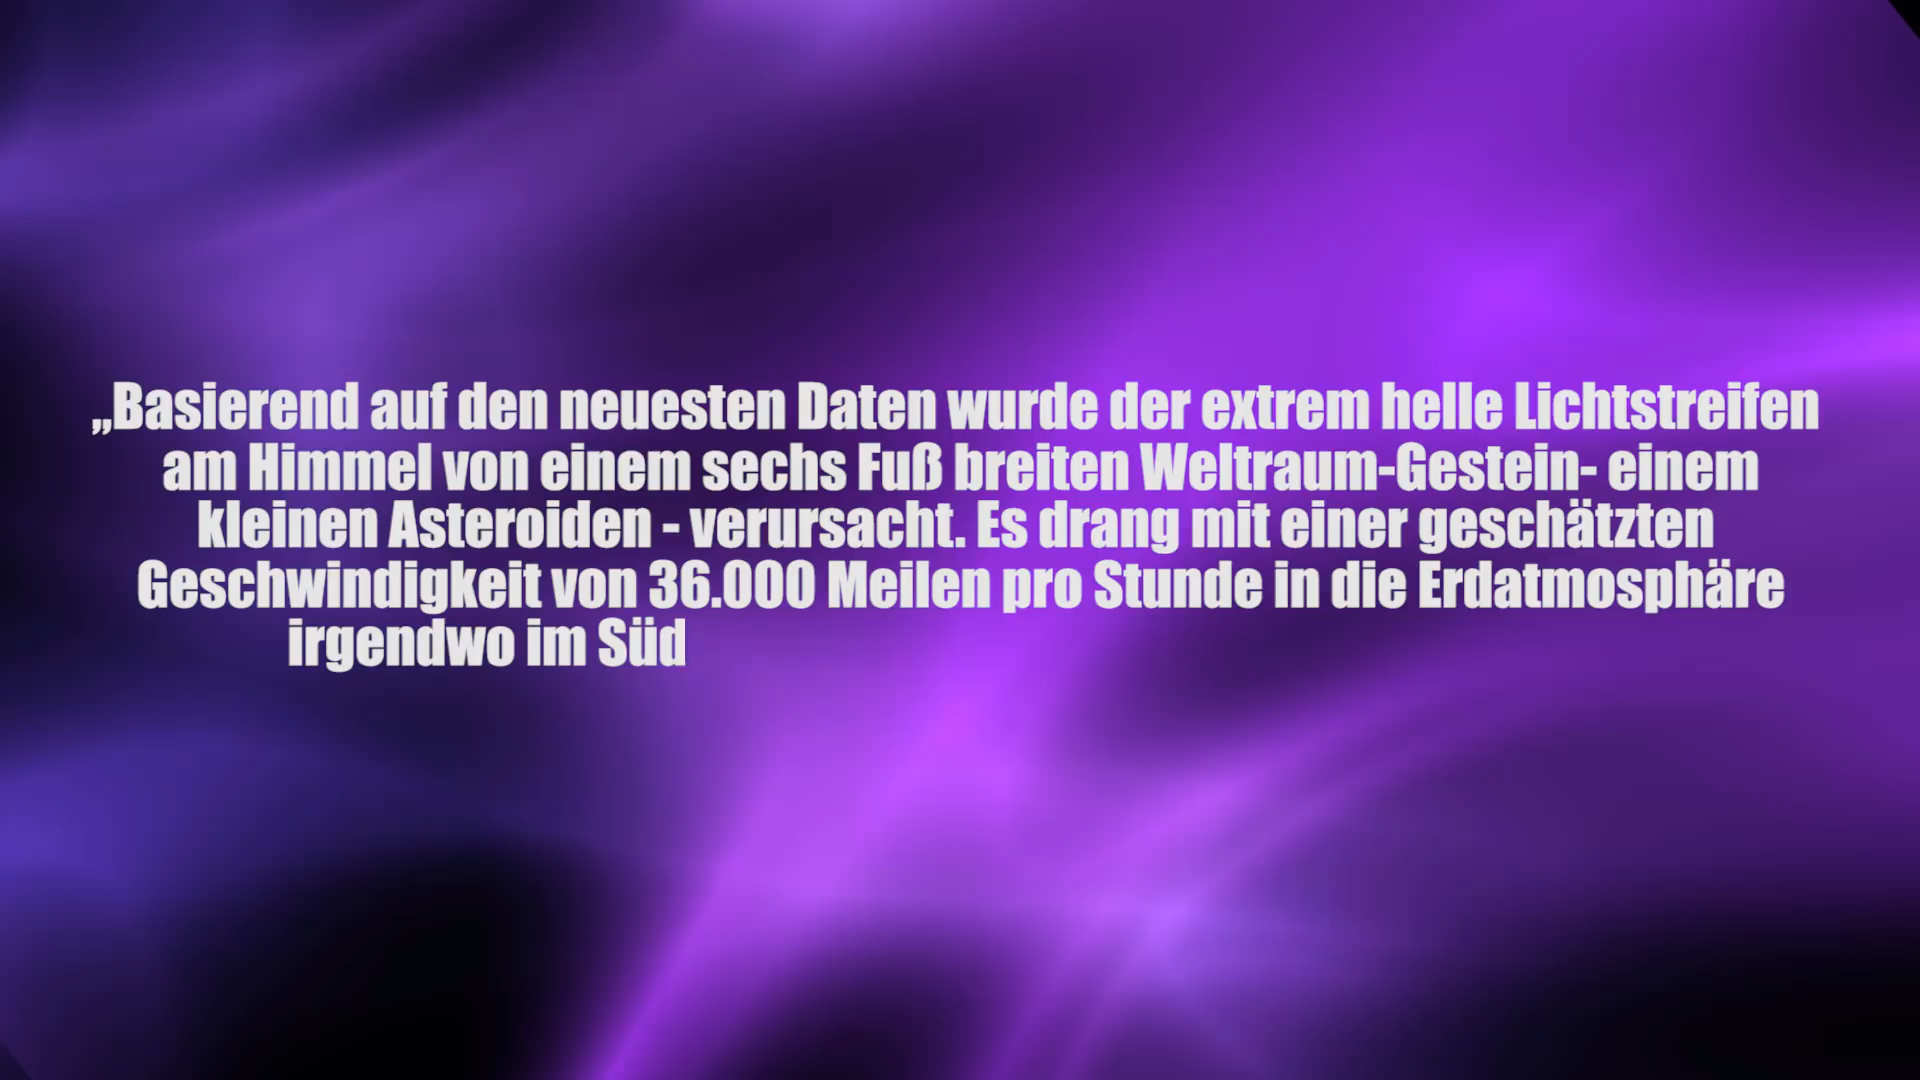 „Basierend auf den neuesten Daten wurde der extrem helle Lichtstreifen
am Himmel von einem sechs Fuß breiten Weltraum-Gestein- einem
kleinen Asteroiden - verursacht. Es drang mit einer geschätzten
Geschwindigkeit von 36.000 Meilen pro Stunde in die Erdatmosphäre
irgendwo im Süd